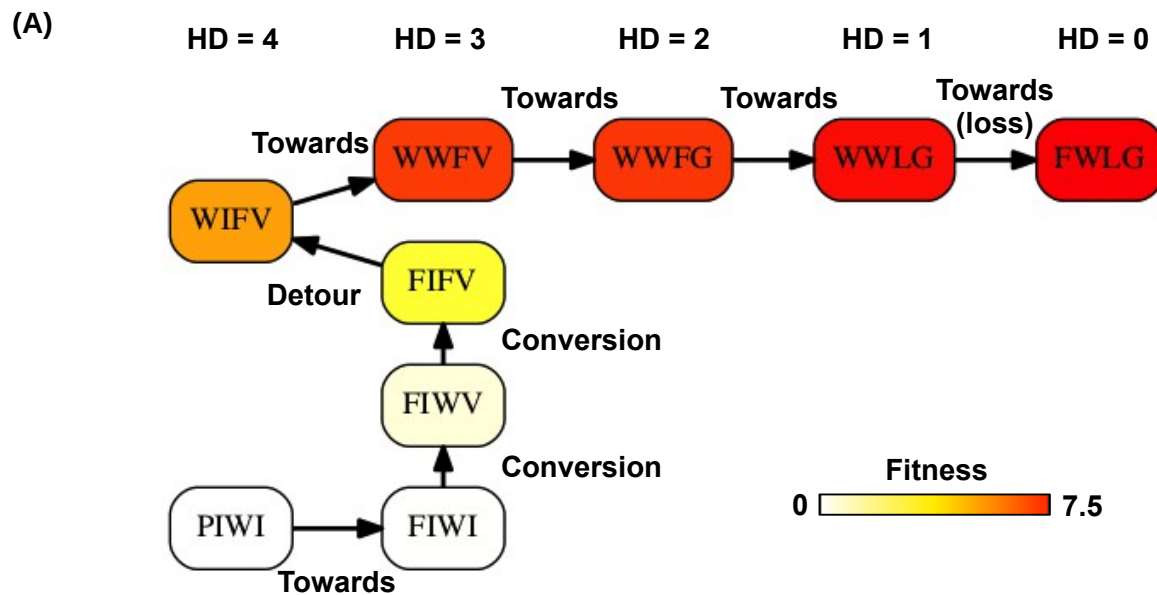 (A)
HD = 4 HD = 3 HD = 2 HD = 1 HD = 0
Towards Towards Towards Towards
(loss)
WWFV WWFG WWLG FWLG
WIFV
FIFV
Detour
Conversion
FIWV
Conversion
Fitness
0 7.5
PIWI FIWI
Towards